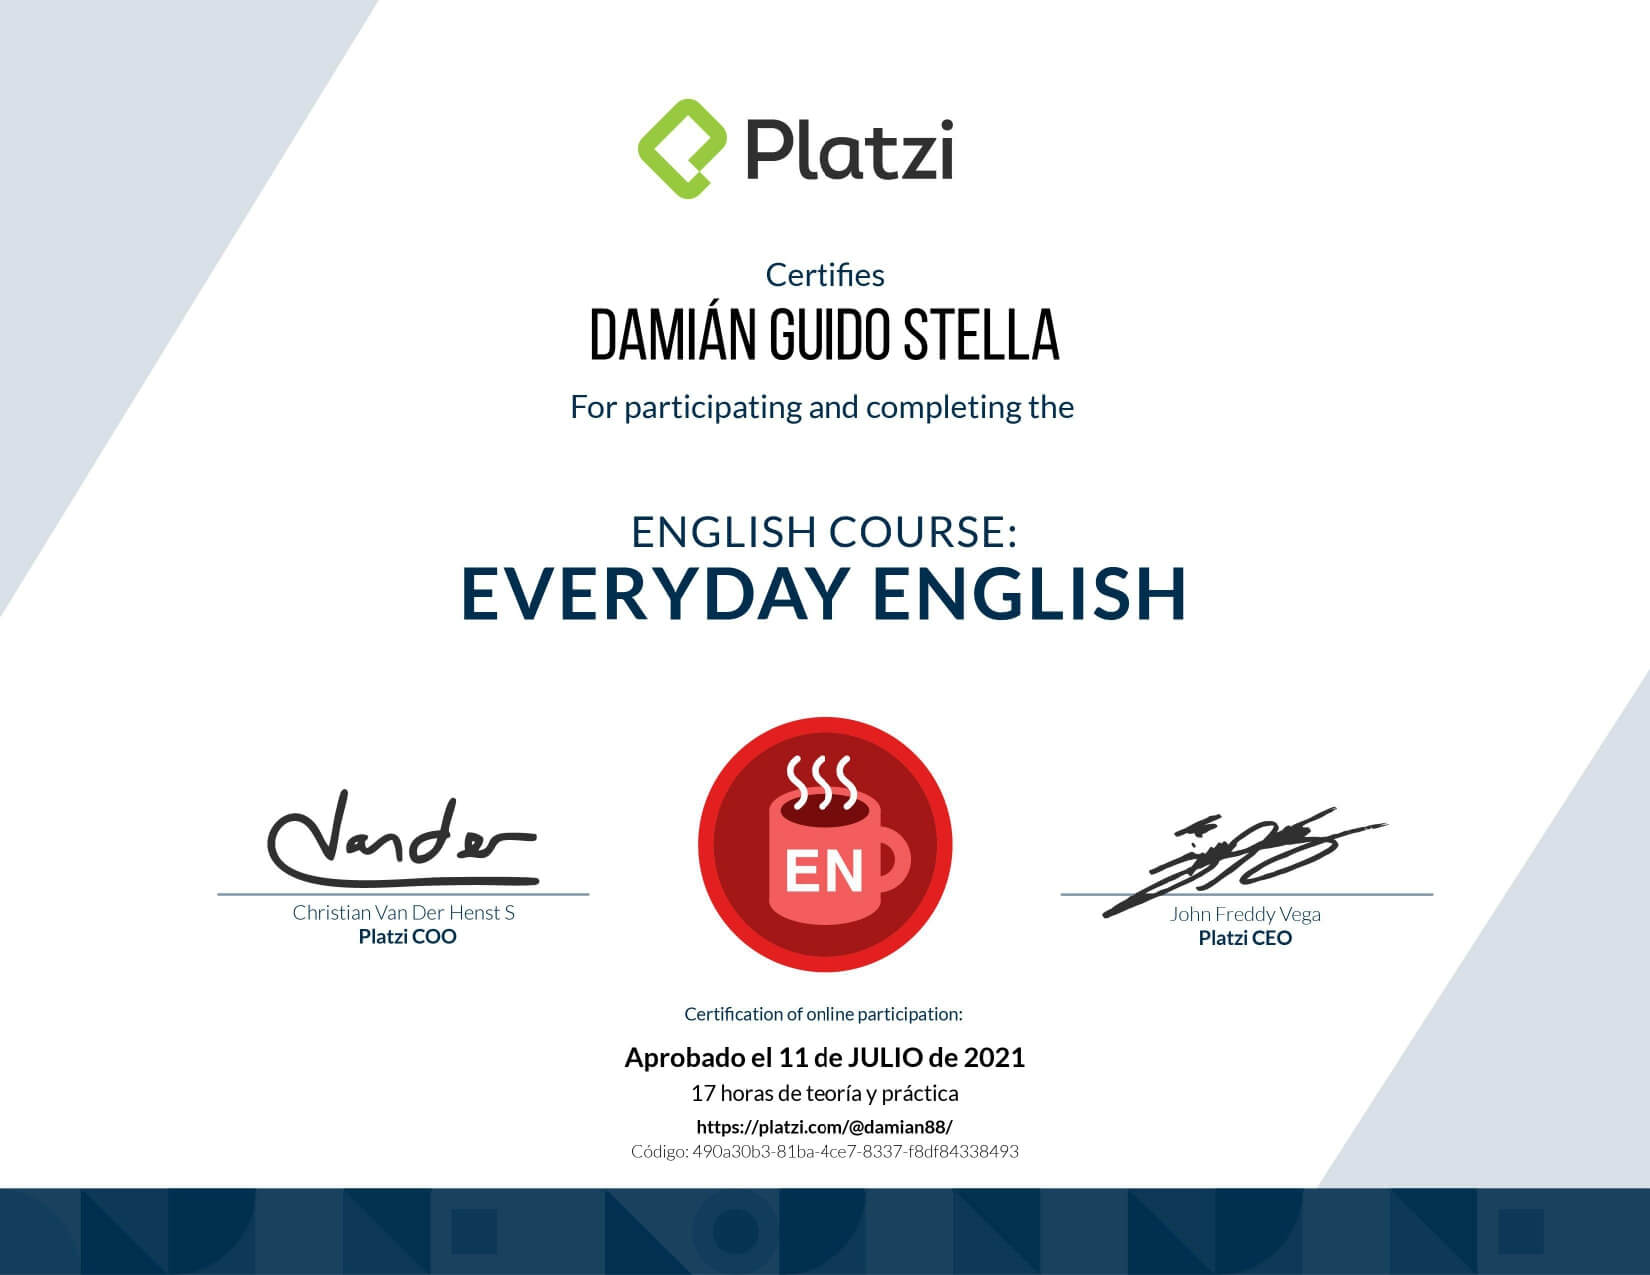 Platzi
Certifies
DAMIÁN GUIDO STELLA
For participating and completing the
ENGLISH COURSE:
EVERYDAY ENGLISH
EN
Vander
Christian Van Der Henst S
Platzi COO
John Freddy Vega
Platzi CEO
Certification of online participation:
Aprobado el 11 de JULIO de 2021
17 horas de teoría y práctica
https://platzi.com/@damian88/
Código: 490a30b3-81ba-4ce7-8337-f8df84338493